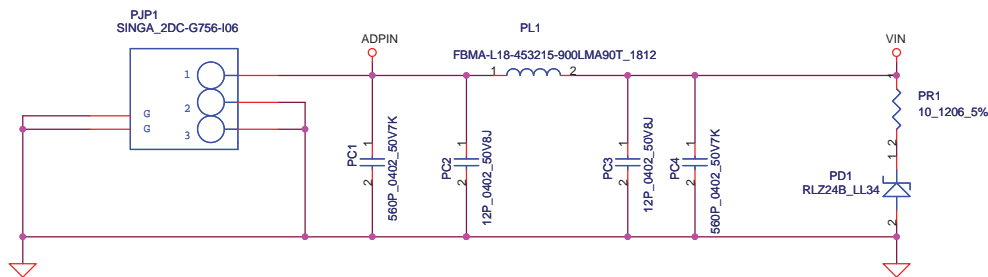 PJP1
SINGA_2DC-G756-I06
1
2
3
G
G
ADPIN
PL1
FBMA-L18-453215-900LMA90T_1812
1
2
VIN
1
PR1
10_1206_5%
2
1
PD1
RLZ24B_LL34
2
PC1
1
2
560P_0402_50V7K
PC2
1
2
12P_0402_50V8J
PC3
1
2
12P_0402_50V8J
PC4
1
2
560P_0402_50V7K